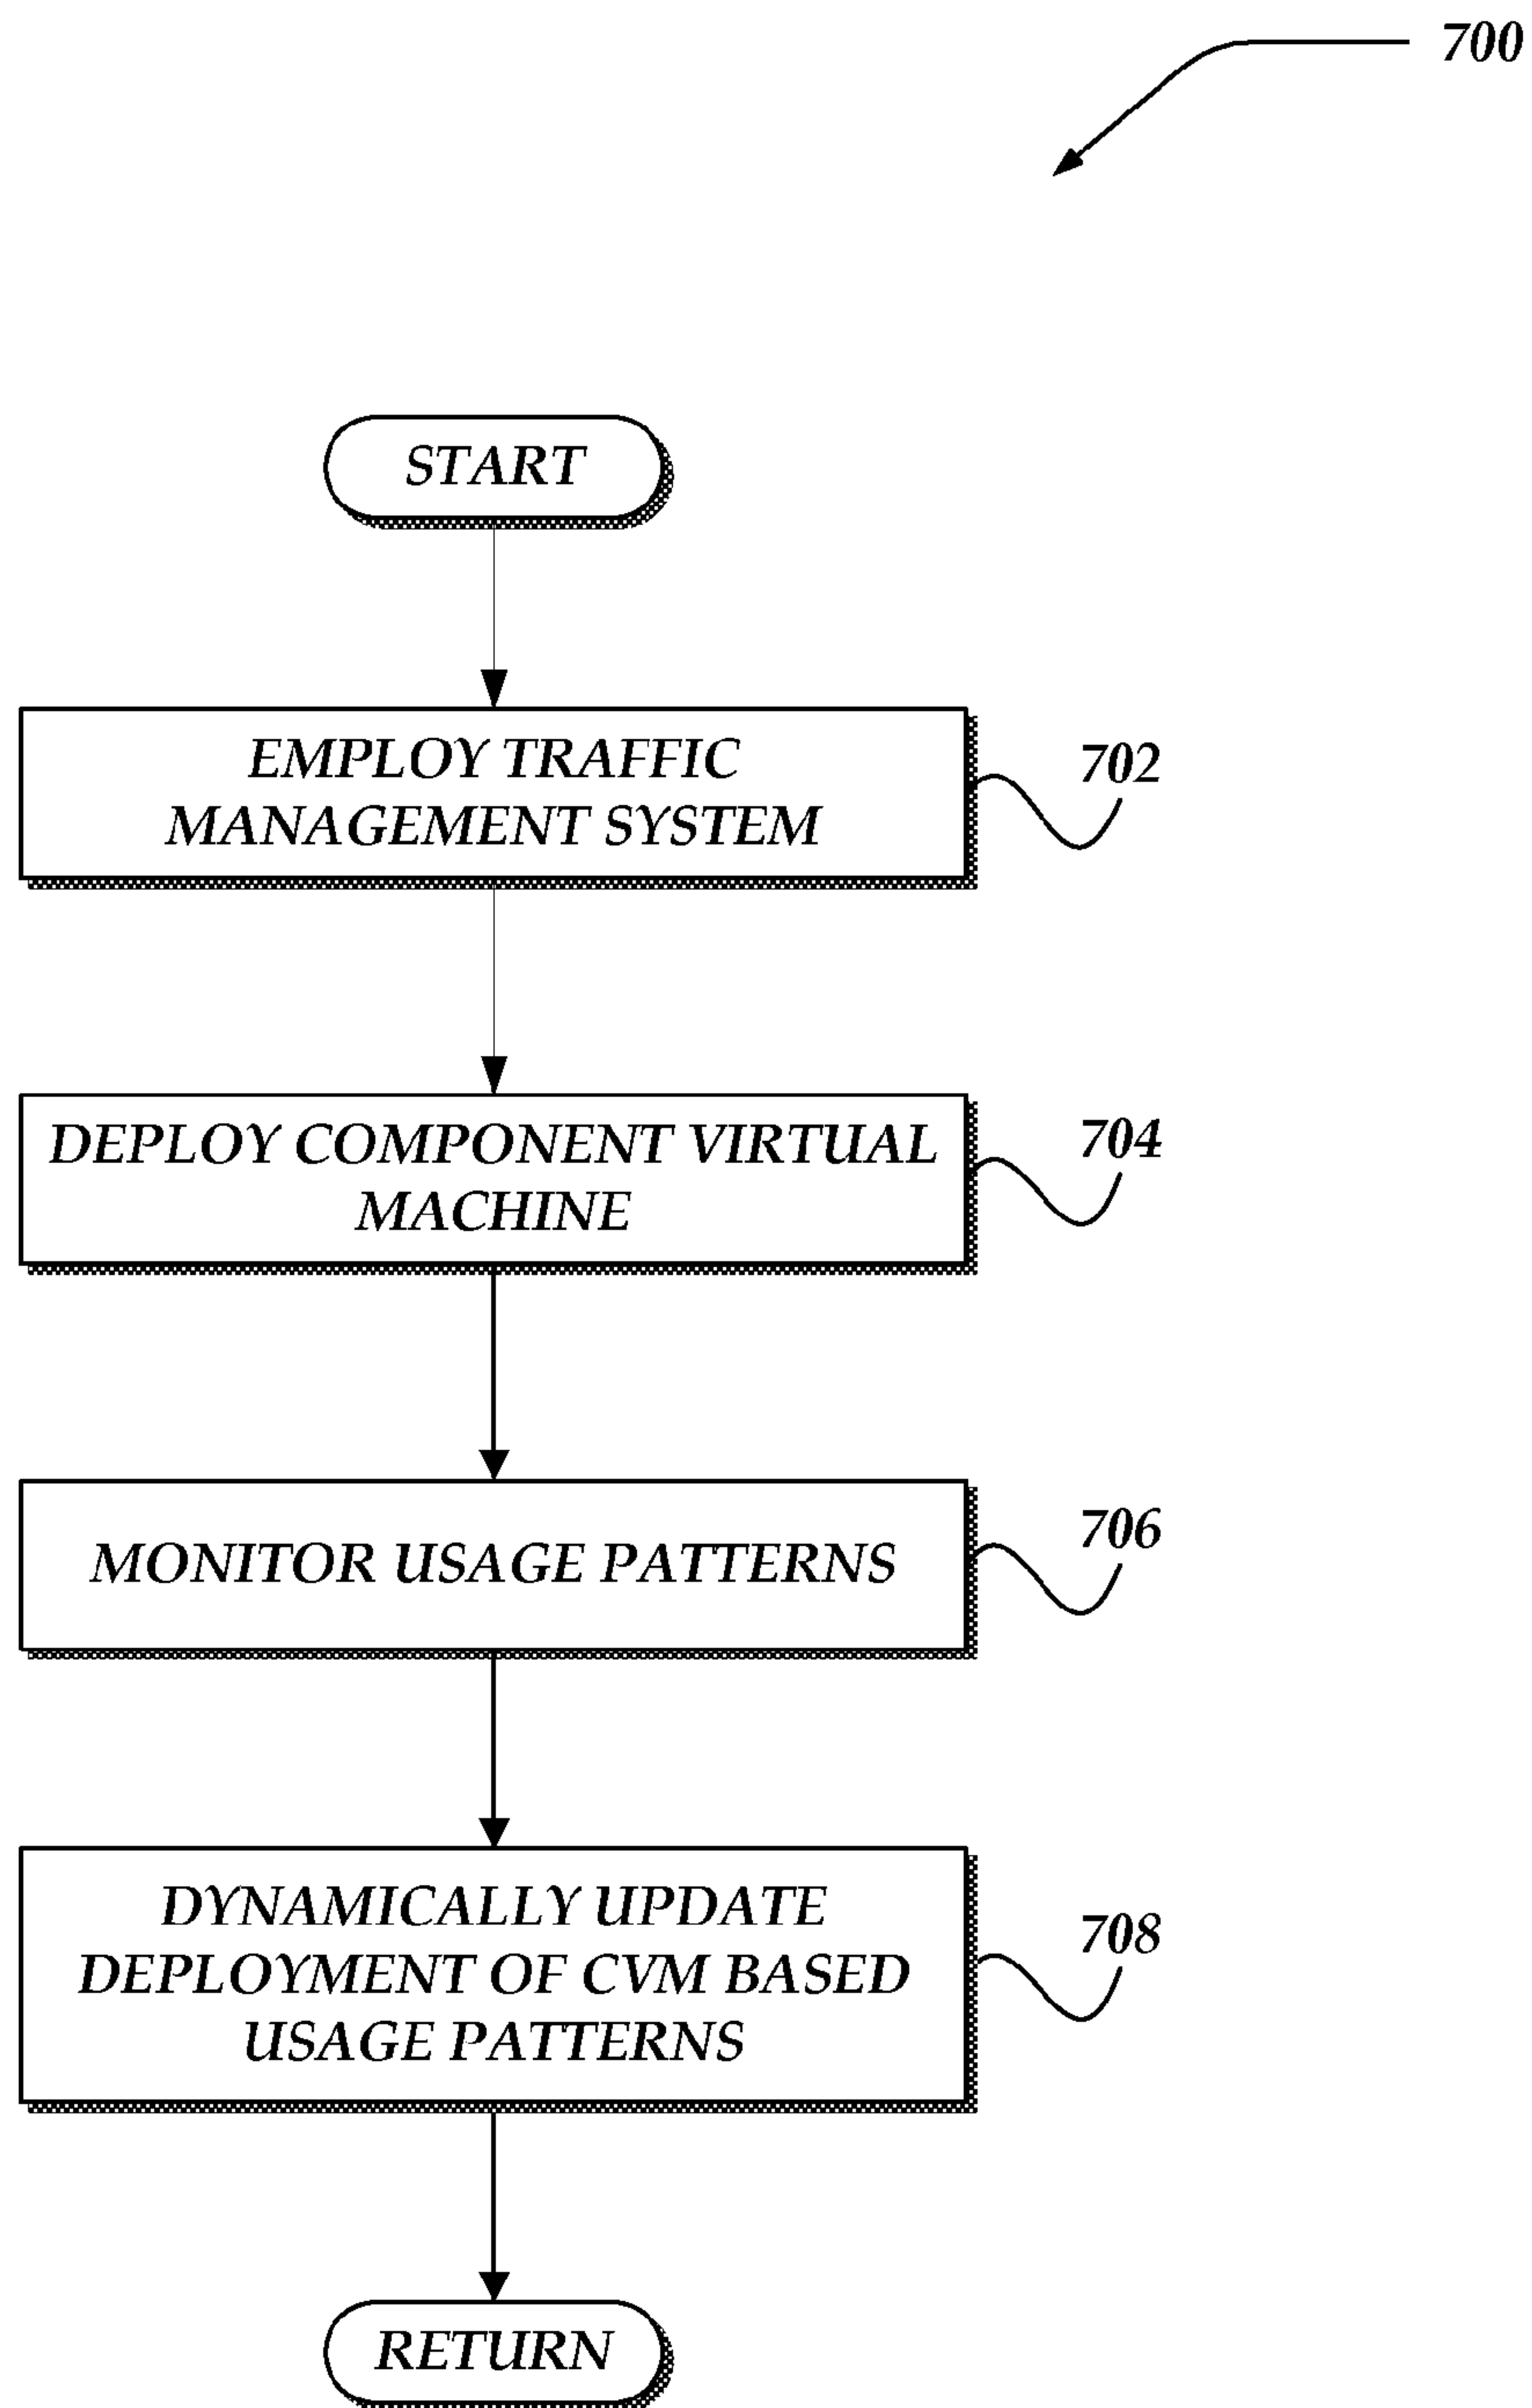 700
START
EMPLOY TRAFFIC
MANAGEMENT SYSTEM
702
DEPLOY COMPONENT VIRTUAL
MACHINE
704
MONITOR USAGE PATTERNS
706
DYNAMICALLY UPDATE
DEPLOYMENT OF CVM BASED
USAGE PATTERNS
708
RETURN